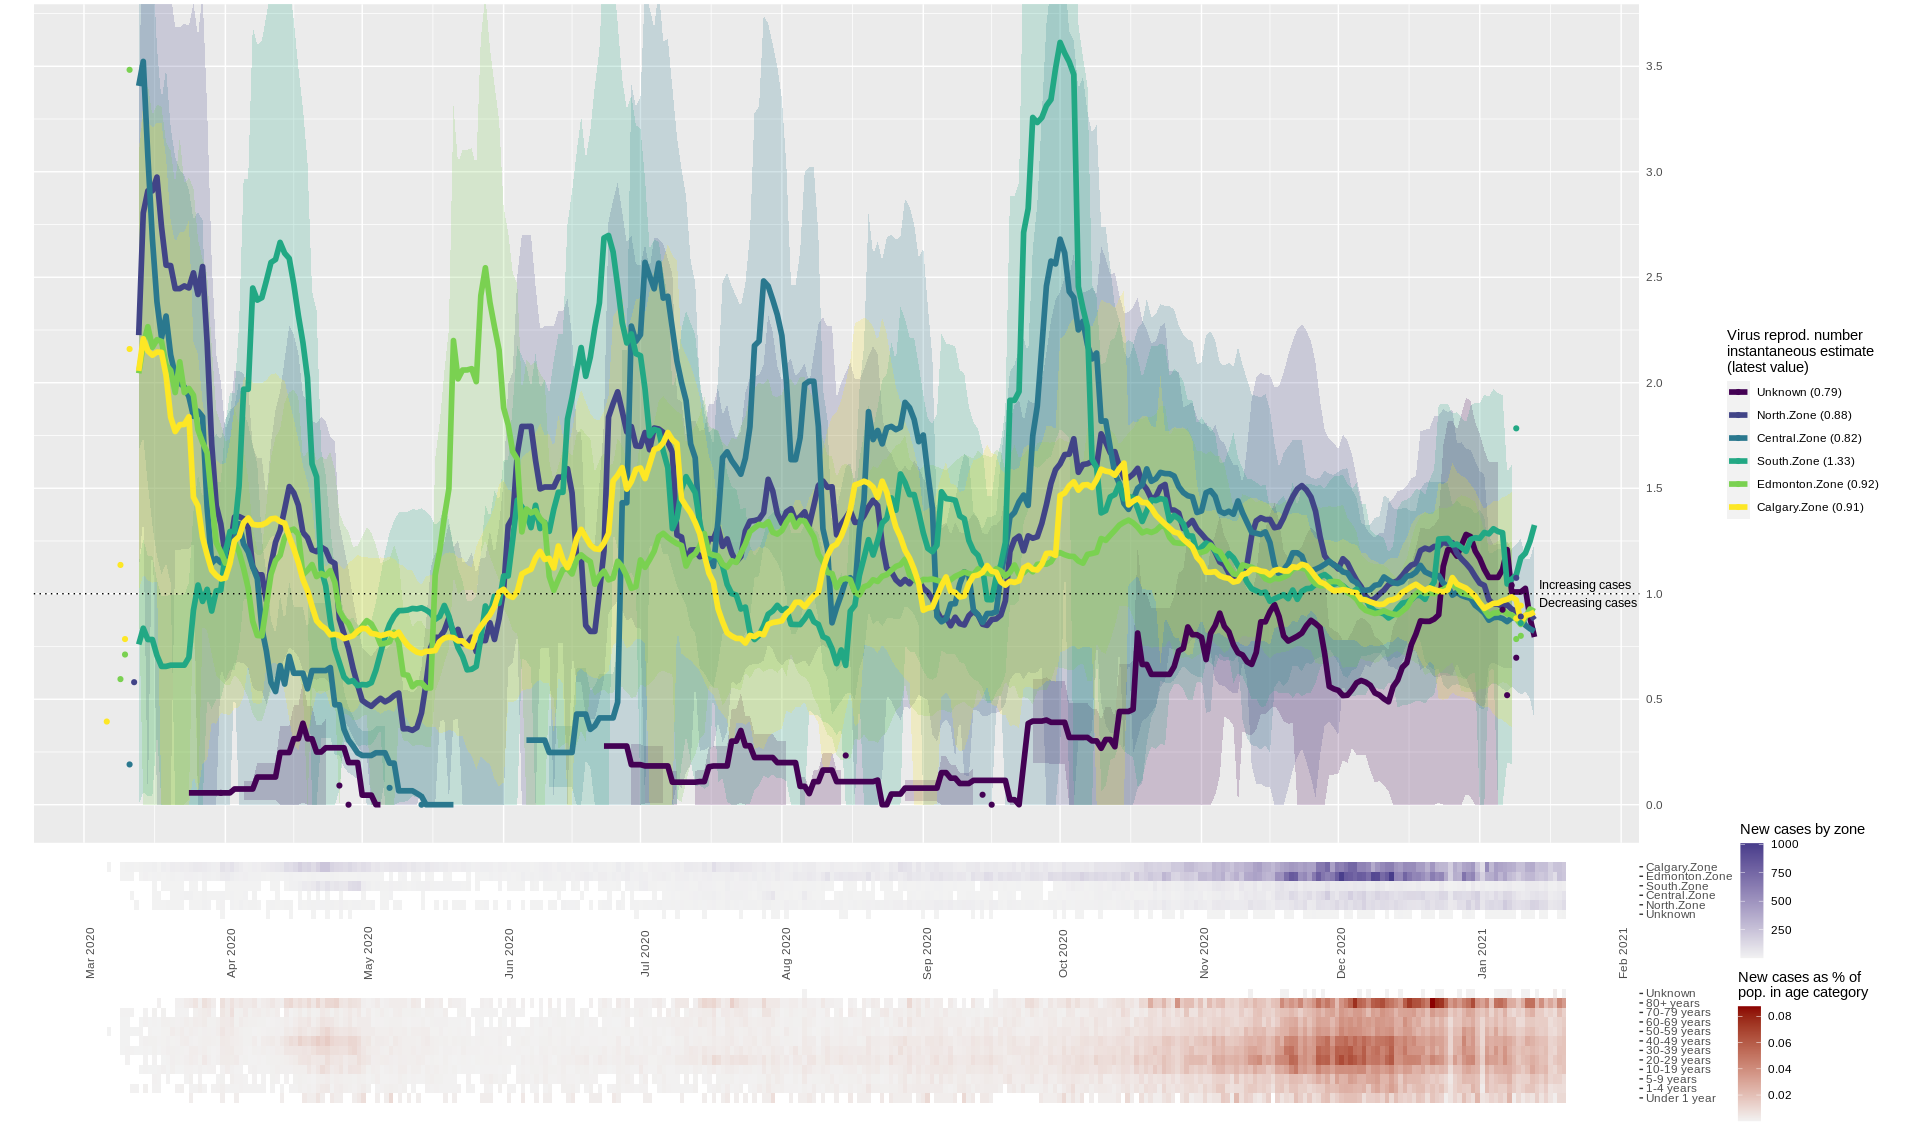 3.5
3.0
2.5
2.0
1.5
1.0
0.5
0.0
Increasing cases
Decreasing cases
Virus reprod. number
instantaneous estimate
(latest value)
Unknown (0.79)
North.Zone (0.88)
Central.Zone (0.82)
South.Zone (1.33)
Edmonton.Zone (0.92)
Calgary.Zone (0.91)
Calgary.Zone
Edmonton.Zone
South.Zone
Central.Zone
North.Zone
Unknown
New cases by zone
1000
750
500
250
Mar 2020
Apr 2020
May 2020
Jun 2020
Jul 2020
Aug 2020
Sep 2020
Oct 2020
Nov 2020
Dec 2020
Jan 2021
Feb 2021
Unknown
80+ years
70-79 years
60-69 years
50-59 years
40-49 years
30-39 years
20-29 years
10-19 years
5-9 years
1-4 years
Under 1 year
New cases as % of
pop. in age category
0.08
0.06
0.04
0.02